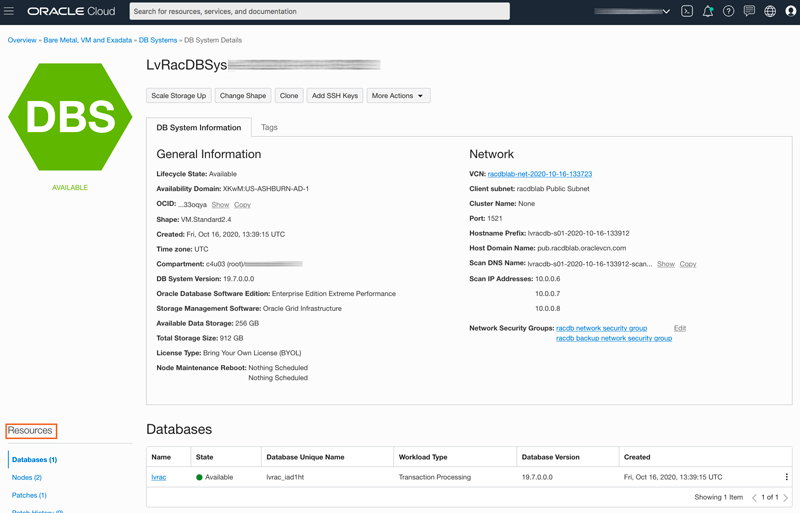 ORACLE Cloud
Search for resources, services, and documentation
Overview » Bare Metal, VM and Exadata » DB Systems » DB System Details
DBS
AVAILABLE
LvRacDBSys
Scale Storage Up Change Shape Clone Add SSH Keys More Actions
DB System Information Tags
General Information
Lifecycle State: Available
Availability Domain: XKwM:US-ASHBURN-AD-1
OCID: ...33oqya Show Copy
Shape: VM.Standard2.4
Created: Fri, Oct 16, 2020, 13:39:15 UTC
Time zone: UTC
Compartment: c4u03 (root)/
DB System Version: 19.7.0.0.0
Oracle Database Software Edition: Enterprise Edition Extreme Performance
Storage Management Software: Oracle Grid Infrastructure
Available Data Storage: 256 GB
Total Storage Size: 912 GB
License Type: Bring Your Own License (BYOL)
Node Maintenance Reboot: Nothing Scheduled
Nothing Scheduled
Network
VCN: racdblab-net-2020-10-16-133723
Client subnet: racdblab Public Subnet
Cluster Name: None
Port: 1521
Hostname Prefix: lvracdb-s01-2020-10-16-133912
Host Domain Name: pub.racdblab.oraclevcn.com
Scan DNS Name: lvracdb-s01-2020-10-16-133912-scan... Show Copy
Scan IP Addresses: 10.0.0.6
10.0.0.7
10.0.0.8
Network Security Groups: racdb network security group Edit
racdb backup network security group
Resources
Databases (1)
Nodes (2)
Patches (1)
Patch History (0)
Databases
Name State Database Unique Name Workload Type Database Version Created
lvrac Available lvrac_iad1ht Transaction Processing 19.7.0.0.0 Fri, Oct 16, 2020, 13:39:15 UTC
Showing 1 Item < 1 of 1 >